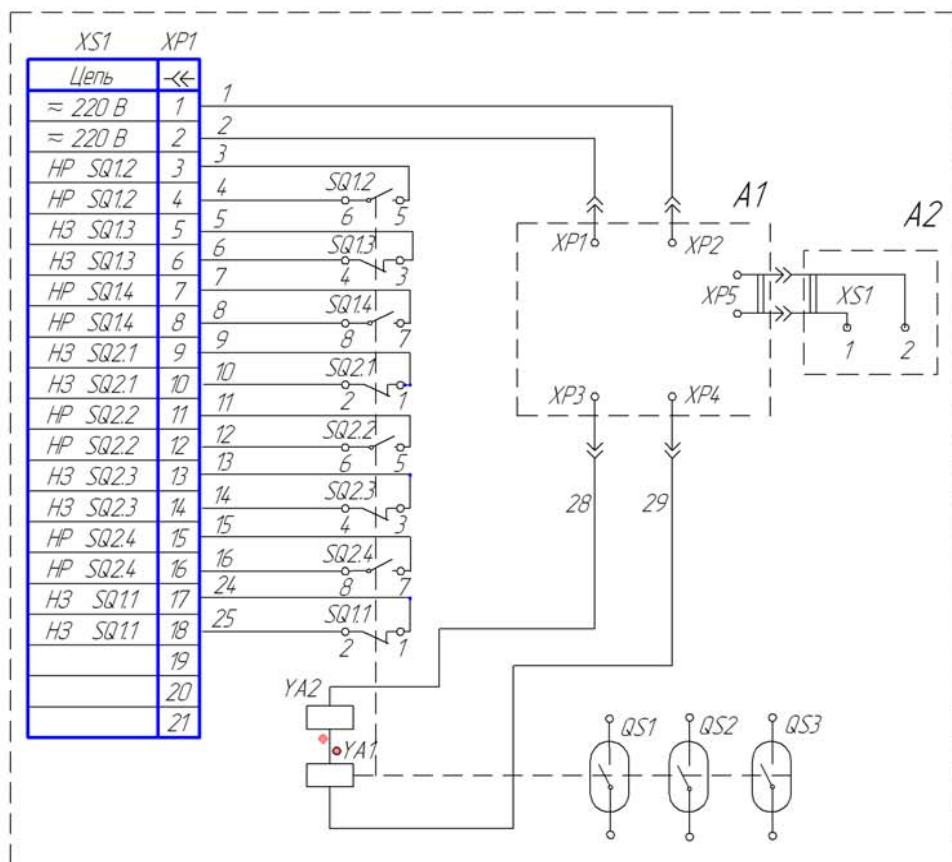 XS1 XP1
Цепь
≂ 220 В 1 1
≂ 220 В 2 2
НР SQ1.2 3 3
НР SQ1.2 4 4 SQ1.2 6 5
НЗ SQ1.3 5 5
НЗ SQ1.3 6 6 SQ1.3 4 3
НР SQ1.4 7 7
НР SQ1.4 8 8 SQ1.4 8 7
НЗ SQ2.1 9 9
НЗ SQ2.1 10 10 SQ2.1 2 1
НР SQ2.2 11 11
НР SQ2.2 12 12 SQ2.2 6 5
НЗ SQ2.3 13 13
НЗ SQ2.3 14 14 SQ2.3 4 3
НР SQ2.4 15 15
НР SQ2.4 16 16 SQ2.4 8 7
НЗ SQ1.1 17 24
НЗ SQ1.1 18 25 SQ1.1 2 1
19
20
21
A1
XP1 XP2
XP5
XP3 XP4
A2
XS1
1 2
28 29
YA2
YA1
QS1 QS2 QS3